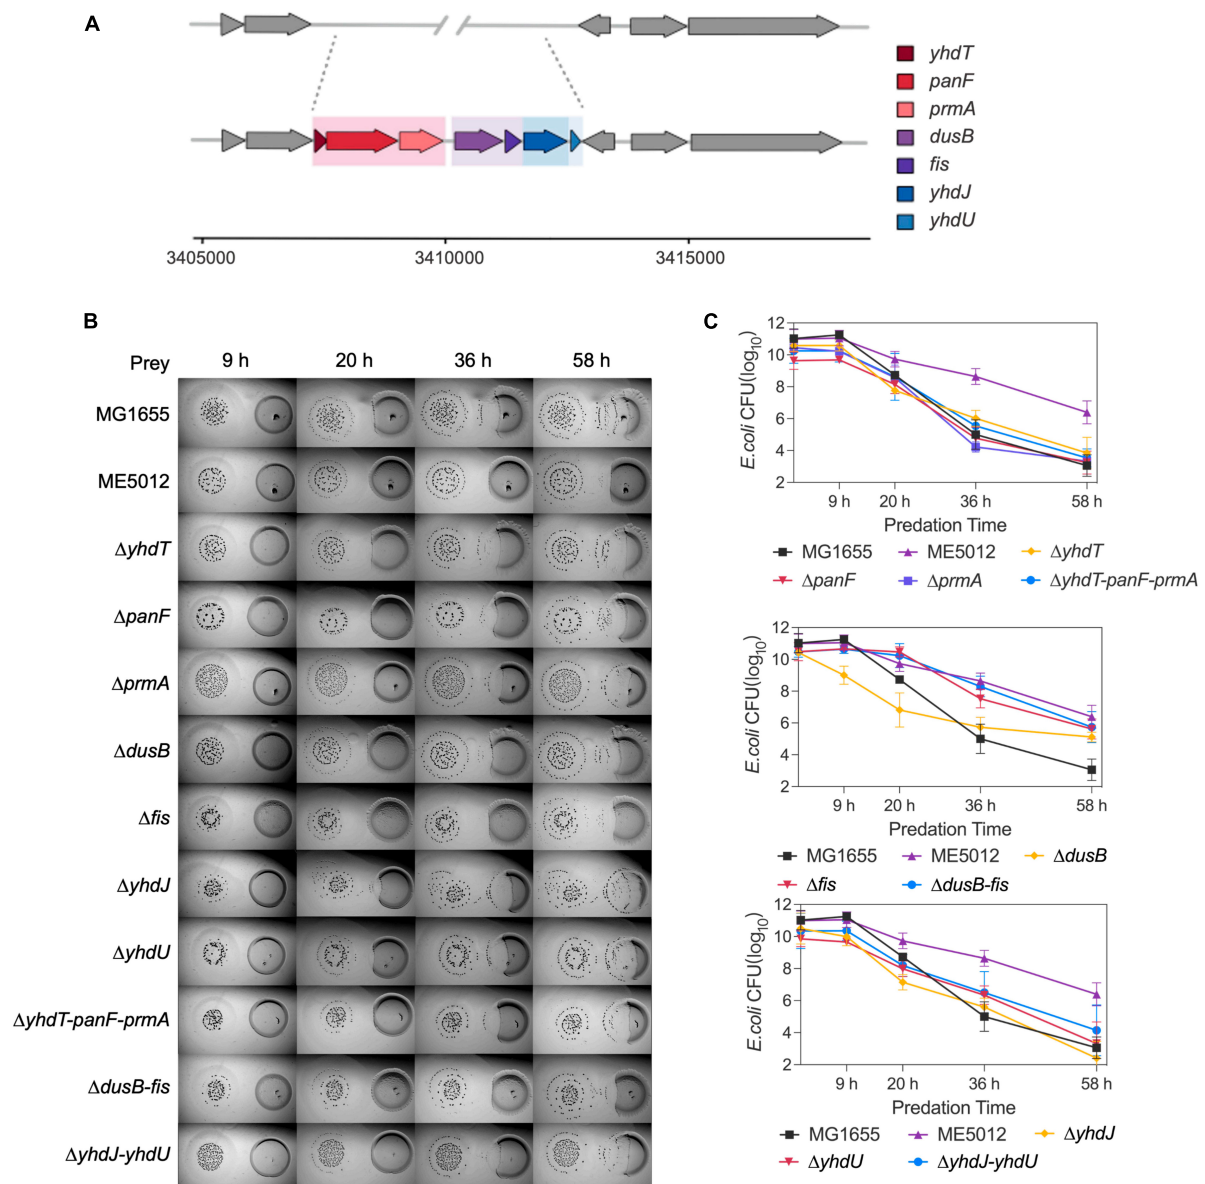 A
yhdT
panF
prmA
dusB
fis
yhdJ
yhdU
3405000 3410000 3415000
B
Prey 9 h 20 h 36 h 58 h
MG1655
ME5012
ΔyhdT
ΔpanF
ΔprmA
ΔdusB
Δfis
ΔyhdJ
ΔyhdU
ΔyhdT-panF-prmA
ΔdusB-fis
ΔyhdJ-yhdU
C
E.coli CFU(log10)
12
10
8
6
4
2
9 h 20 h 36 h 58 h
Predation Time
MG1655 ME5012 ΔyhdT
ΔpanF ΔprmA ΔyhdT-panF-prmA
E.coli CFU(log10)
12
10
8
6
4
2
9 h 20 h 36 h 58 h
Predation Time
MG1655 ME5012 ΔdusB
Δfis ΔdusB-fis
E.coli CFU(log10)
12
10
8
6
4
2
9 h 20 h 36 h 58 h
Predation Time
MG1655 ME5012 ΔyhdJ
ΔyhdU ΔyhdJ-yhdU